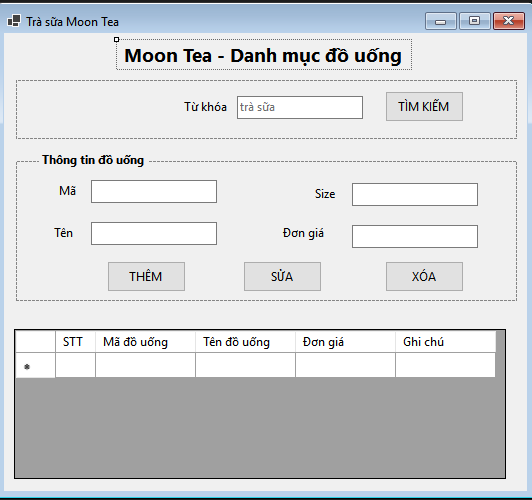 Trà sữa Moon Tea
Moon Tea - Danh mục đồ uống
Từ khóa trà sữa TÌM KIẾM
Thông tin đồ uống
Mã Size
Tên Đơn giá
THÊM SỬA XÓA
STT Mã đồ uống Tên đồ uống Đơn giá Ghi chú